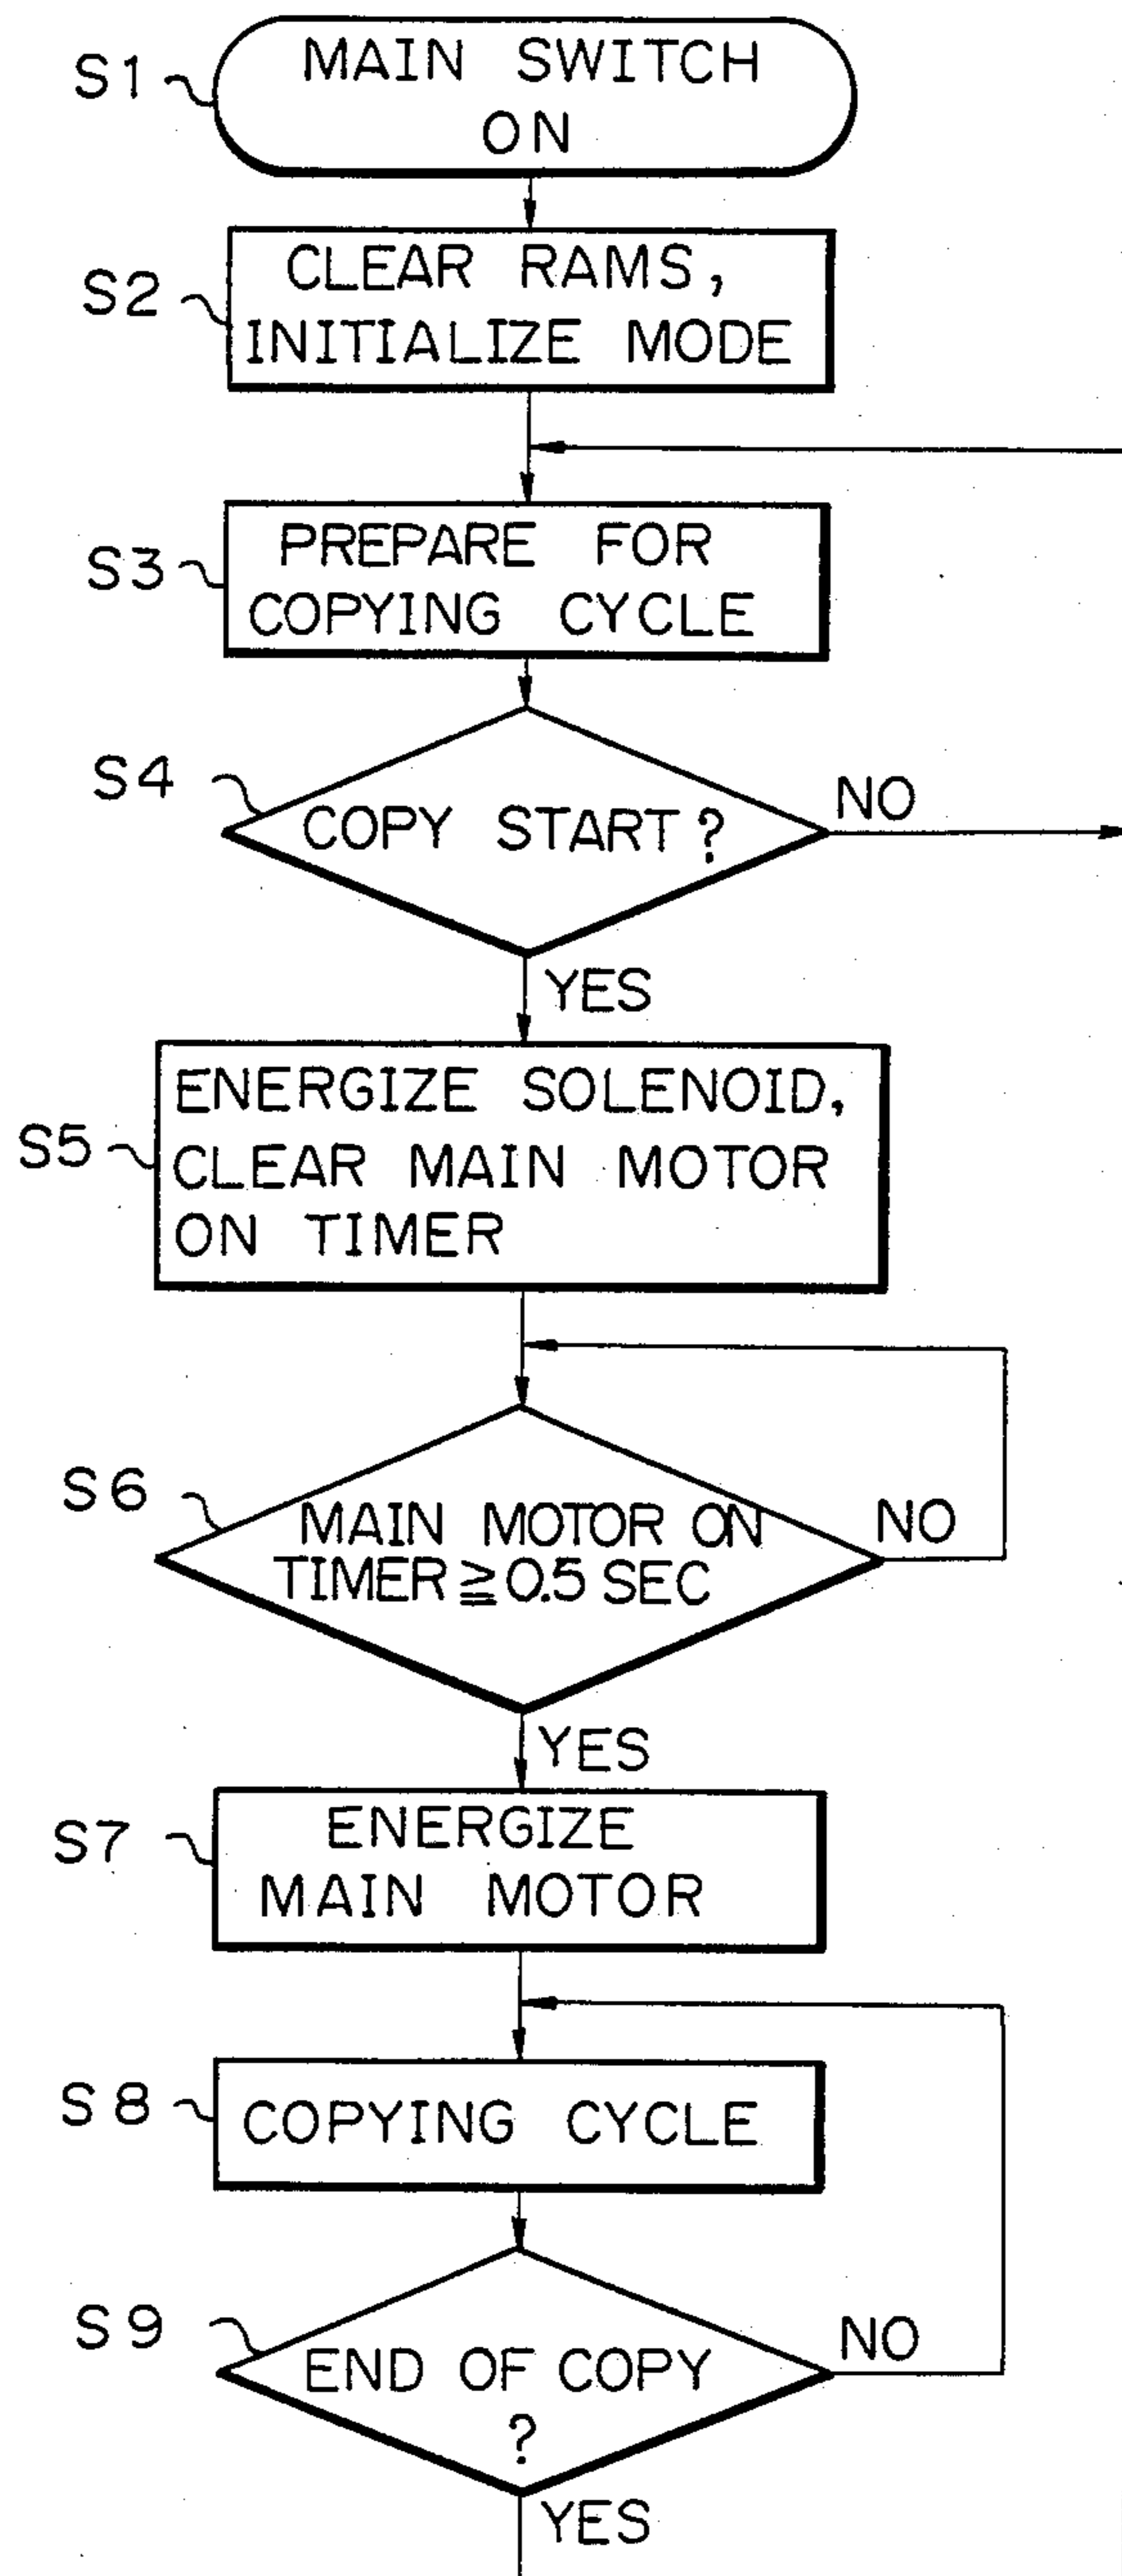 S1
MAIN SWITCH
ON
S2
CLEAR RAMS,
INITIALIZE MODE
S3
PREPARE FOR
COPYING CYCLE
S4
COPY START?
NO
YES
S5
ENERGIZE SOLENOID,
CLEAR MAIN MOTOR
ON TIMER
S6
MAIN MOTOR ON
TIMER ≧ 0.5 SEC
NO
YES
S7
ENERGIZE
MAIN MOTOR
S8
COPYING CYCLE
S9
END OF COPY
?
NO
YES